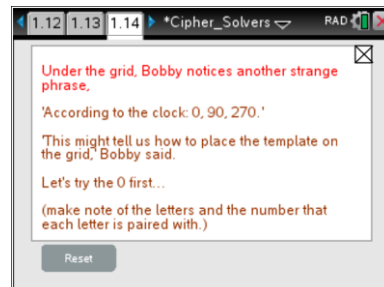 1.12 1.13 1.14 *Cipher_Solvers RAD
Under the grid, Bobby notices another strange
phrase,
'According to the clock: 0, 90, 270.'
'This might tell us how to place the template on
the grid,' Bobby said.
Let's try the 0 first...
(make note of the letters and the number that
each letter is paired with.)
Reset